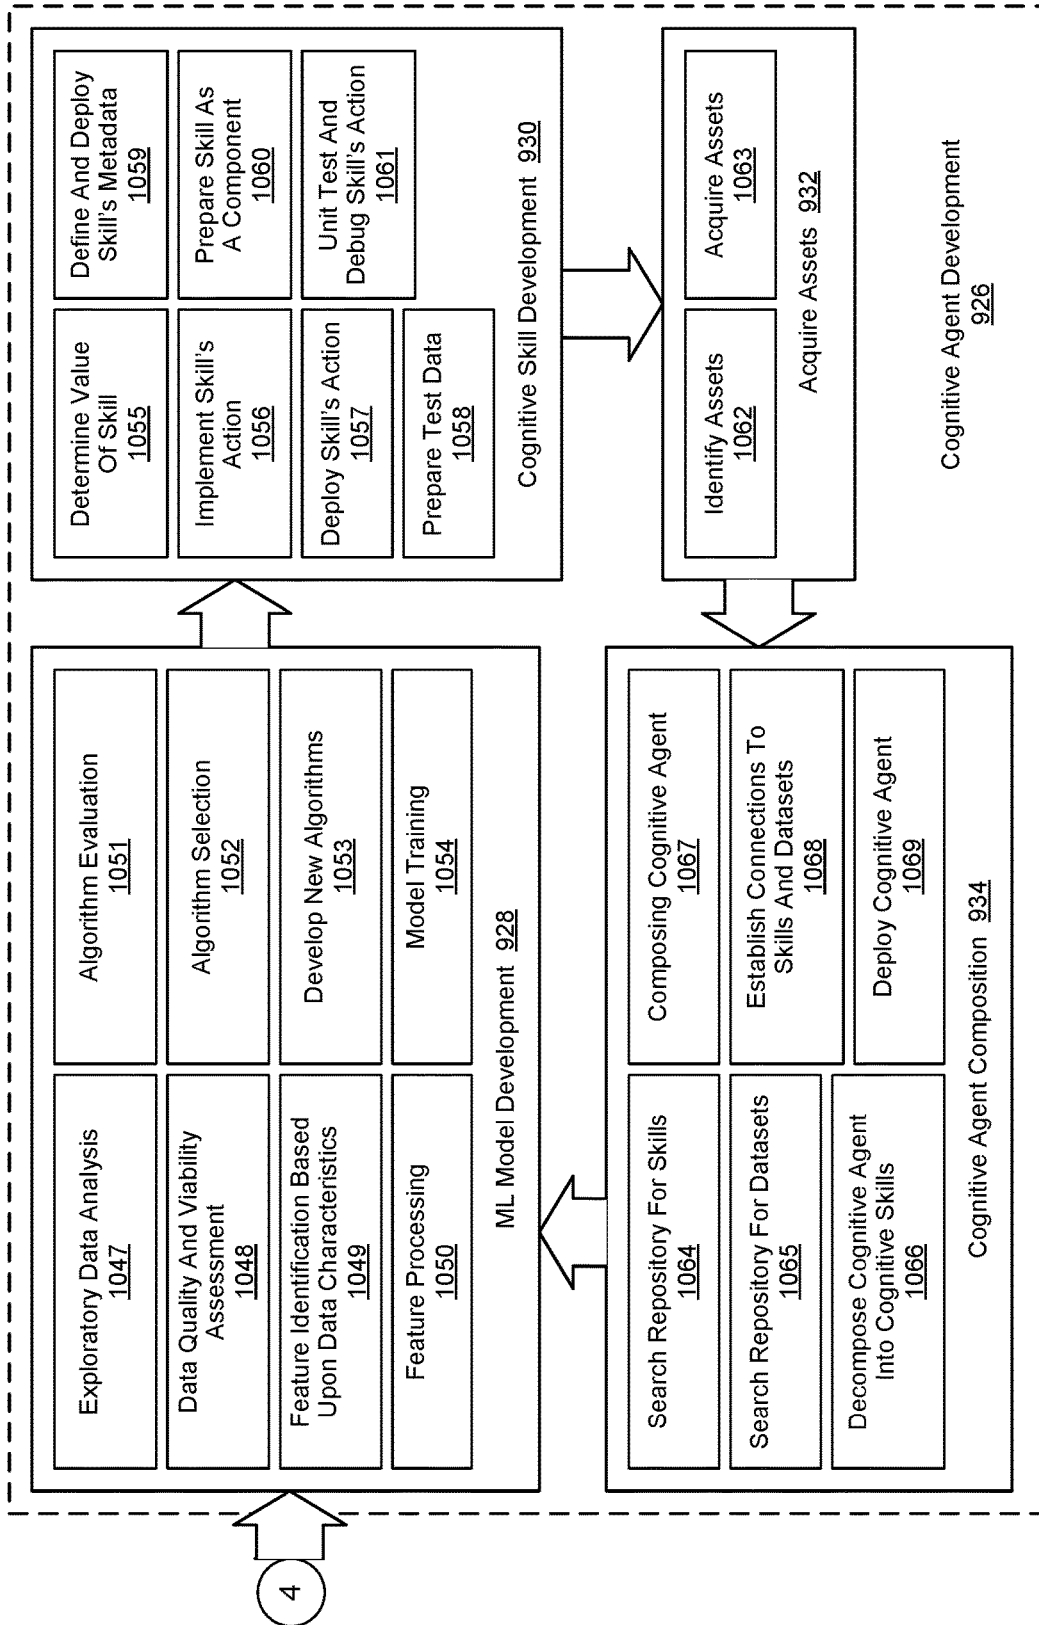 4
Exploratory Data Analysis
1047
Data Quality And Viability
Assessment
1048
Feature Identification Based
Upon Data Characteristics
1049
Feature Processing
1050
Algorithm Evaluation
1051
Algorithm Selection
1052
Develop New Algorithms
1053
Model Training
1054
ML Model Development 928
Determine Value
Of Skill
1055
Implement Skill's
Action
1056
Deploy Skill's Action
1057
Prepare Test Data
1058
Define And Deploy
Skill's Metadata
1059
Prepare Skill As
A Component
1060
Unit Test And
Debug Skill's Action
1061
Cognitive Skill Development 930
Search Repository For Skills
1064
Search Repository For Datasets
1065
Decompose Cognitive Agent
Into Cognitive Skills
1066
Composing Cognitive Agent
1067
Establish Connections To
Skills And Datasets
1068
Deploy Cognitive Agent
1069
Cognitive Agent Composition 934
Identify Assets
1062
Acquire Assets
1063
Acquire Assets 932
Cognitive Agent Development
926